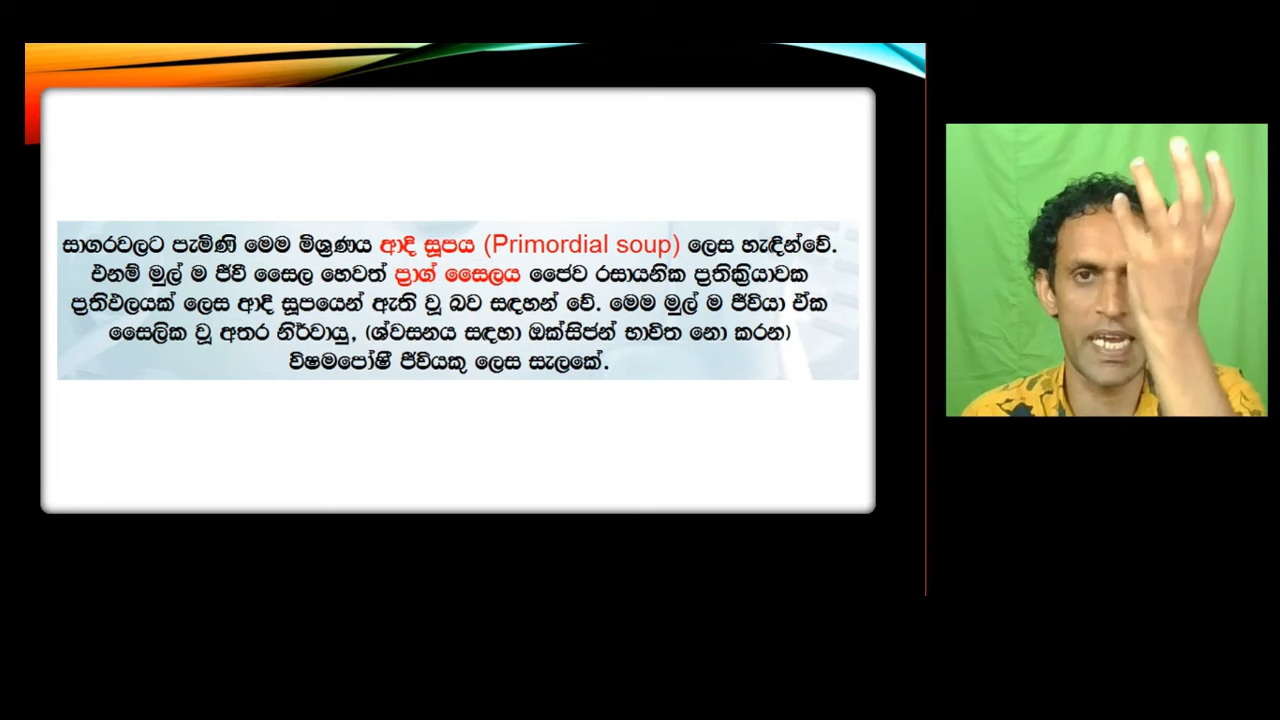 සාගරවලට පැමිණි මෙම මිශ්‍රණය ආදි සූපය (Primordial soup) ලෙස හැඳින්වේ.
එනම් මුල් ම ජීවී සෛල හෙවත් ප්‍රාග් සෛලය ජෛව රසායනික ප්‍රතික්‍රියාවක
ප්‍රතිඵලයක් ලෙස ආදි සූපයෙන් ඇති වූ බව සඳහන් වේ. මෙම මුල් ම ජීවියා ඒක
සෛලික වූ අතර නිර්වායු, (ශ්වසනය සඳහා ඔක්සිජන් භාවිත නො කරන)
විෂමපෝෂී ජීවියකු ලෙස සැලකේ.